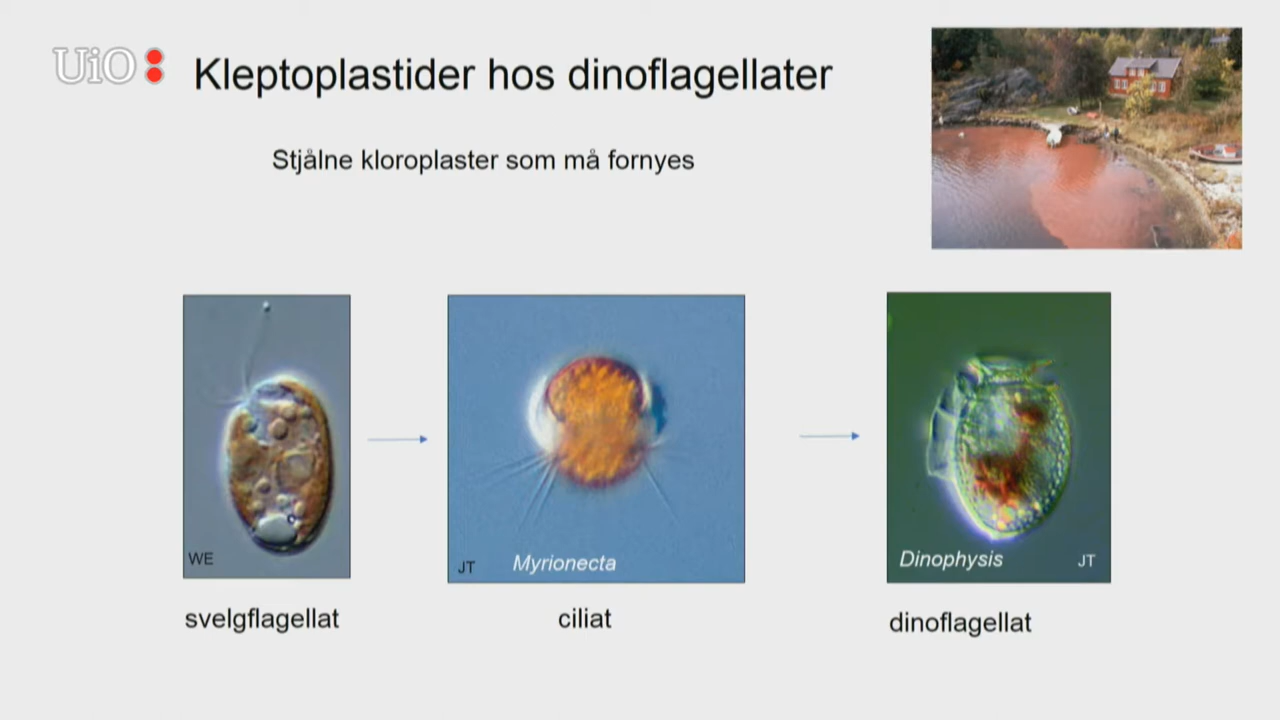 UiO
Kleptoplastider hos dinoflagellater
Stjålne kloroplaster som må fornyes
WE
JT
Myrionecta
Dinophysis
JT
svelgflagellat
ciliat
dinoflagellat